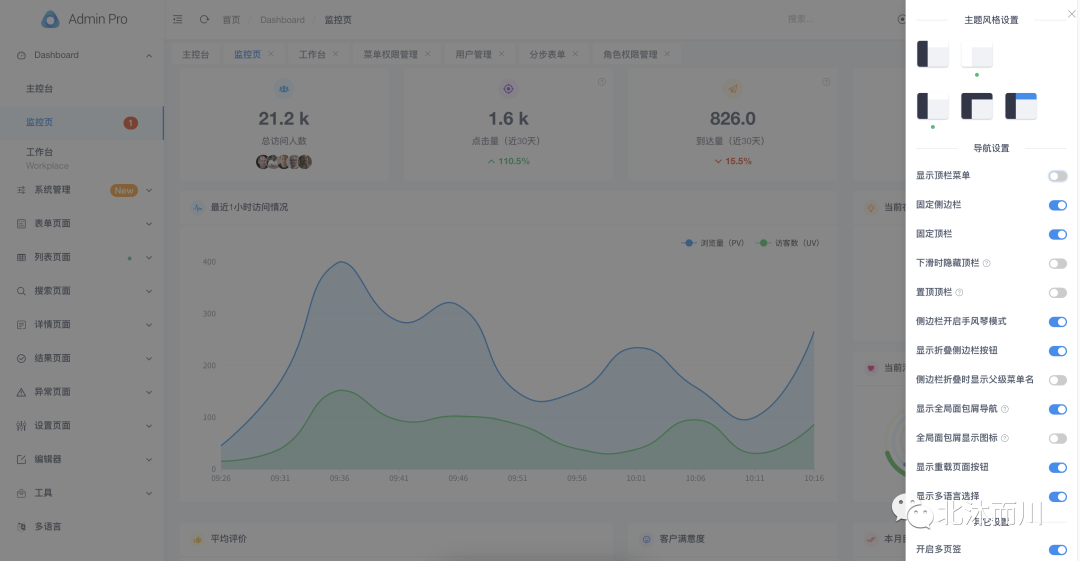 Admin Pro
首页 / Dashboard / 监控页
搜索...
主题风格设置
Dashboard
主控台
监控页 1
工作台
Workplace
系统管理 New
表单页面
列表页面
搜索页面
详情页面
结果页面
异常页面
设置页面
编辑器
工具
多语言
主控台 监控页 工作台 菜单权限管理 用户管理 分步表单 角色权限管理
21.2 k
总访问人数
1.6 k
点击量（近30天）
110.5%
826.0
到达量（近30天）
15.5%
最近1小时访问情况
浏览量（PV） 访客数（UV）
400
300
200
100
0
09:26 09:31 09:36 09:41 09:46 09:51 09:56 10:01 10:06 10:11 10:16
当前
当前
平均评价
客户满意度
本月
导航设置
显示顶栏菜单
固定侧边栏
固定顶栏
下滑时隐藏顶栏
置顶顶栏
侧边栏开启手风琴模式
显示折叠侧边栏按钮
侧边栏折叠时显示父级菜单名
显示全局面包屑导航
全局面包屑显示图标
显示重载页面按钮
显示多语言选择
其它设置
开启多页签
北沐而川